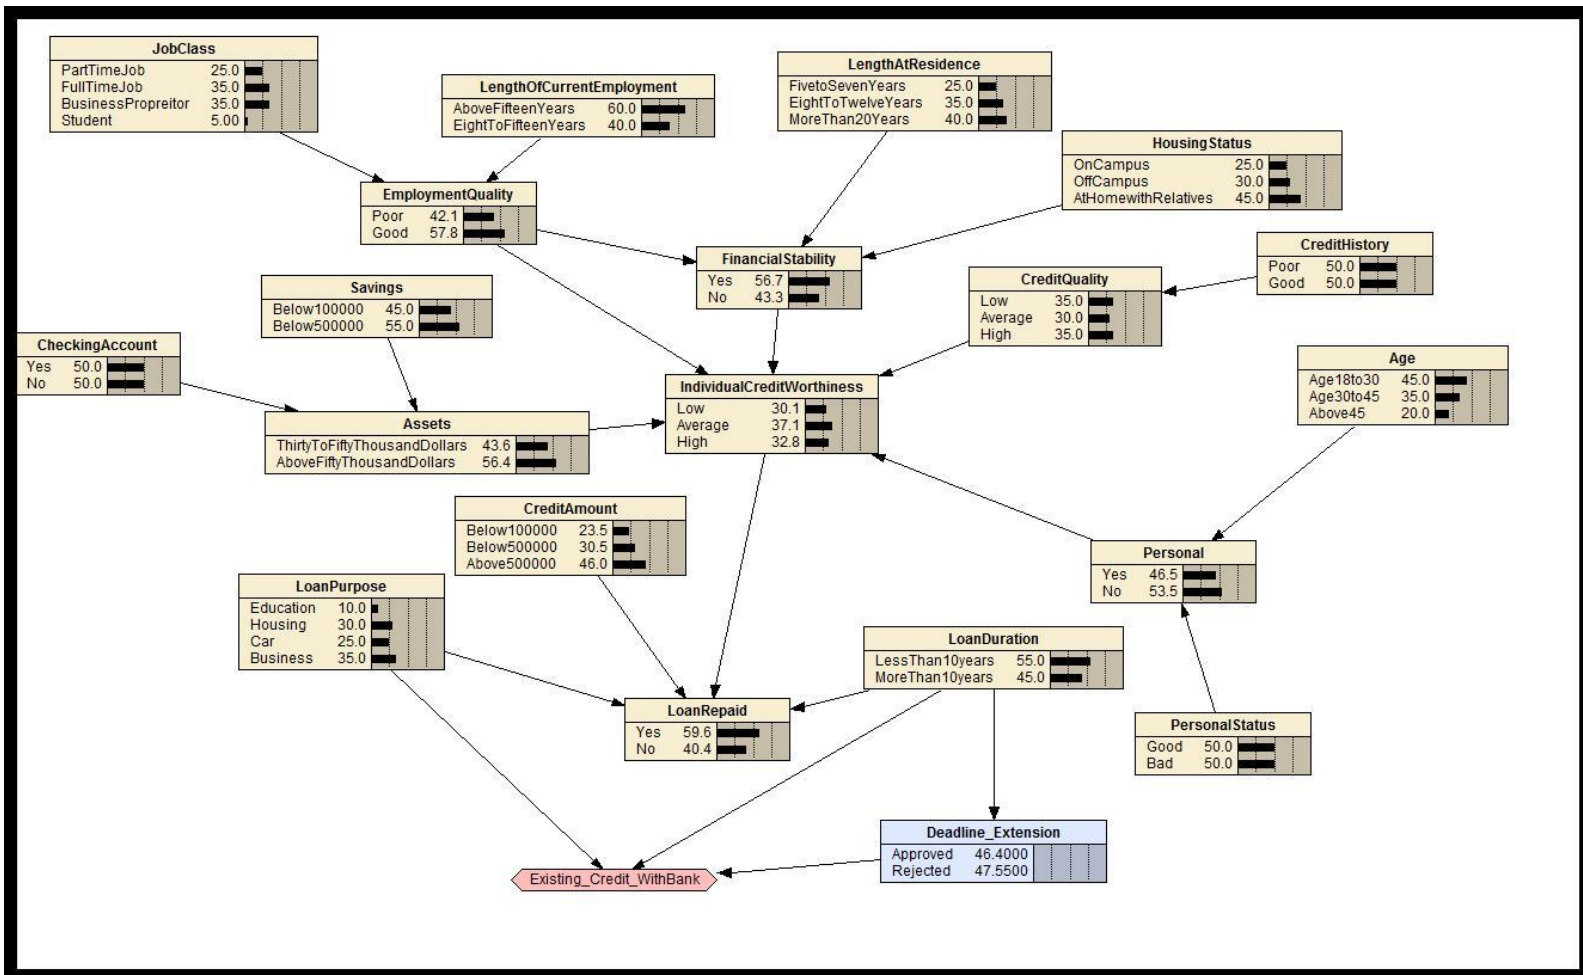 JobClass
PartTimeJob 25.0
FullTimeJob 35.0
BusinessPropreitor 35.0
Student 5.00
LengthOfCurrentEmployment
AboveFifteenYears 60.0
EightToFifteenYears 40.0
LengthAtResidence
FivetoSevenYears 25.0
EightToTwelveYears 35.0
MoreThan20Years 40.0
HousingStatus
OnCampus 25.0
OffCampus 30.0
AtHomewithRelatives 45.0
EmploymentQuality
Poor 42.1
Good 57.8
FinancialStability
Yes 56.7
No 43.3
CreditHistory
Poor 50.0
Good 50.0
CreditQuality
Low 35.0
Average 30.0
High 35.0
Savings
Below100000 45.0
Below500000 55.0
CheckingAccount
Yes 50.0
No 50.0
Age
Age18to30 45.0
Age30to45 35.0
Above45 20.0
IndividualCreditWorthiness
Low 30.1
Average 37.1
High 32.8
Assets
ThirtyToFiftyThousandDollars 43.6
AboveFiftyThousandDollars 56.4
CreditAmount
Below100000 23.5
Below500000 30.5
Above500000 46.0
Personal
Yes 46.5
No 53.5
LoanPurpose
Education 10.0
Housing 30.0
Car 25.0
Business 35.0
LoanDuration
LessThan10years 55.0
MoreThan10years 45.0
LoanRepaid
Yes 59.6
No 40.4
PersonalStatus
Good 50.0
Bad 50.0
Deadline_Extension
Approved 46.4000
Rejected 47.5500
Existing_Credit_WithBank